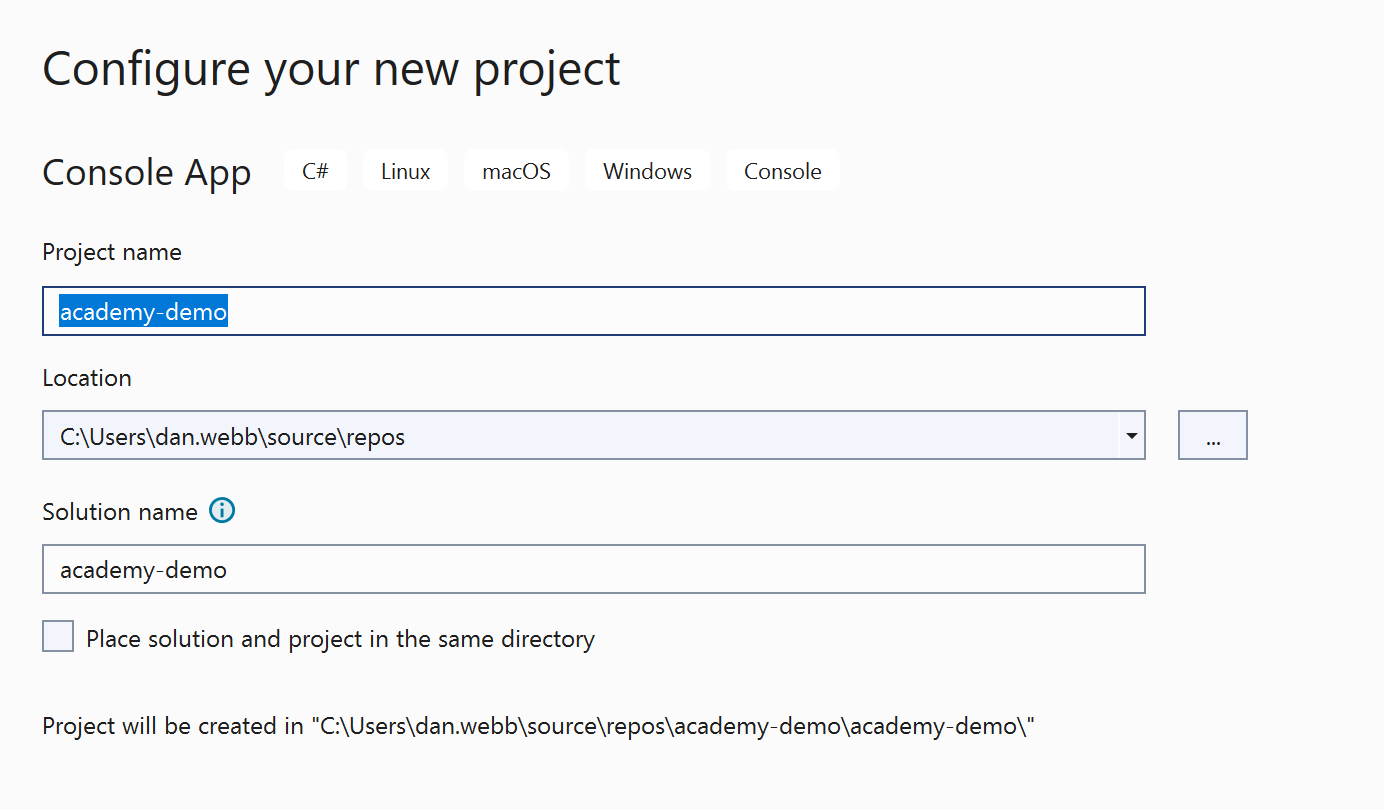 Configure your new project
Console App C# Linux macOS Windows Console
Project name
academy-demo
Location
C:\Users\dan.webb\source\repos
...
Solution name
academy-demo
Place solution and project in the same directory
Project will be created in "C:\Users\dan.webb\source\repos\academy-demo\academy-demo\"